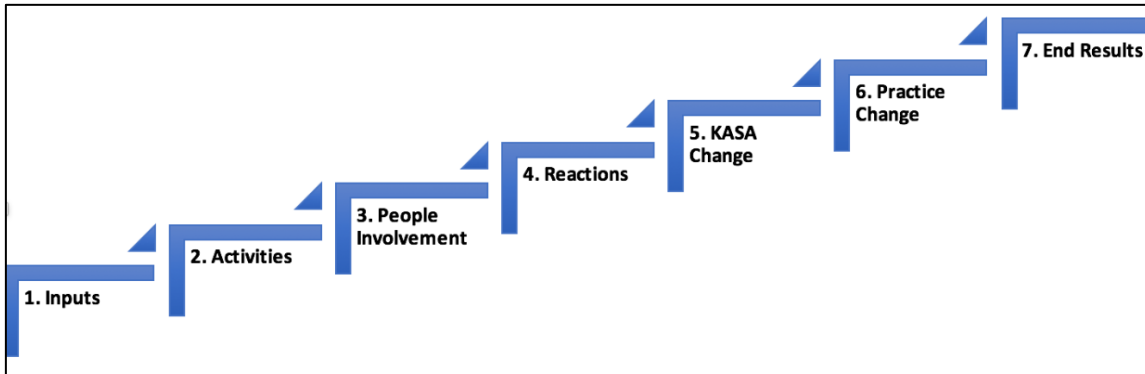 1. Inputs
2. Activities
3. People
Involvement
4. Reactions
5. KASA
Change
6. Practice
Change
7. End Results